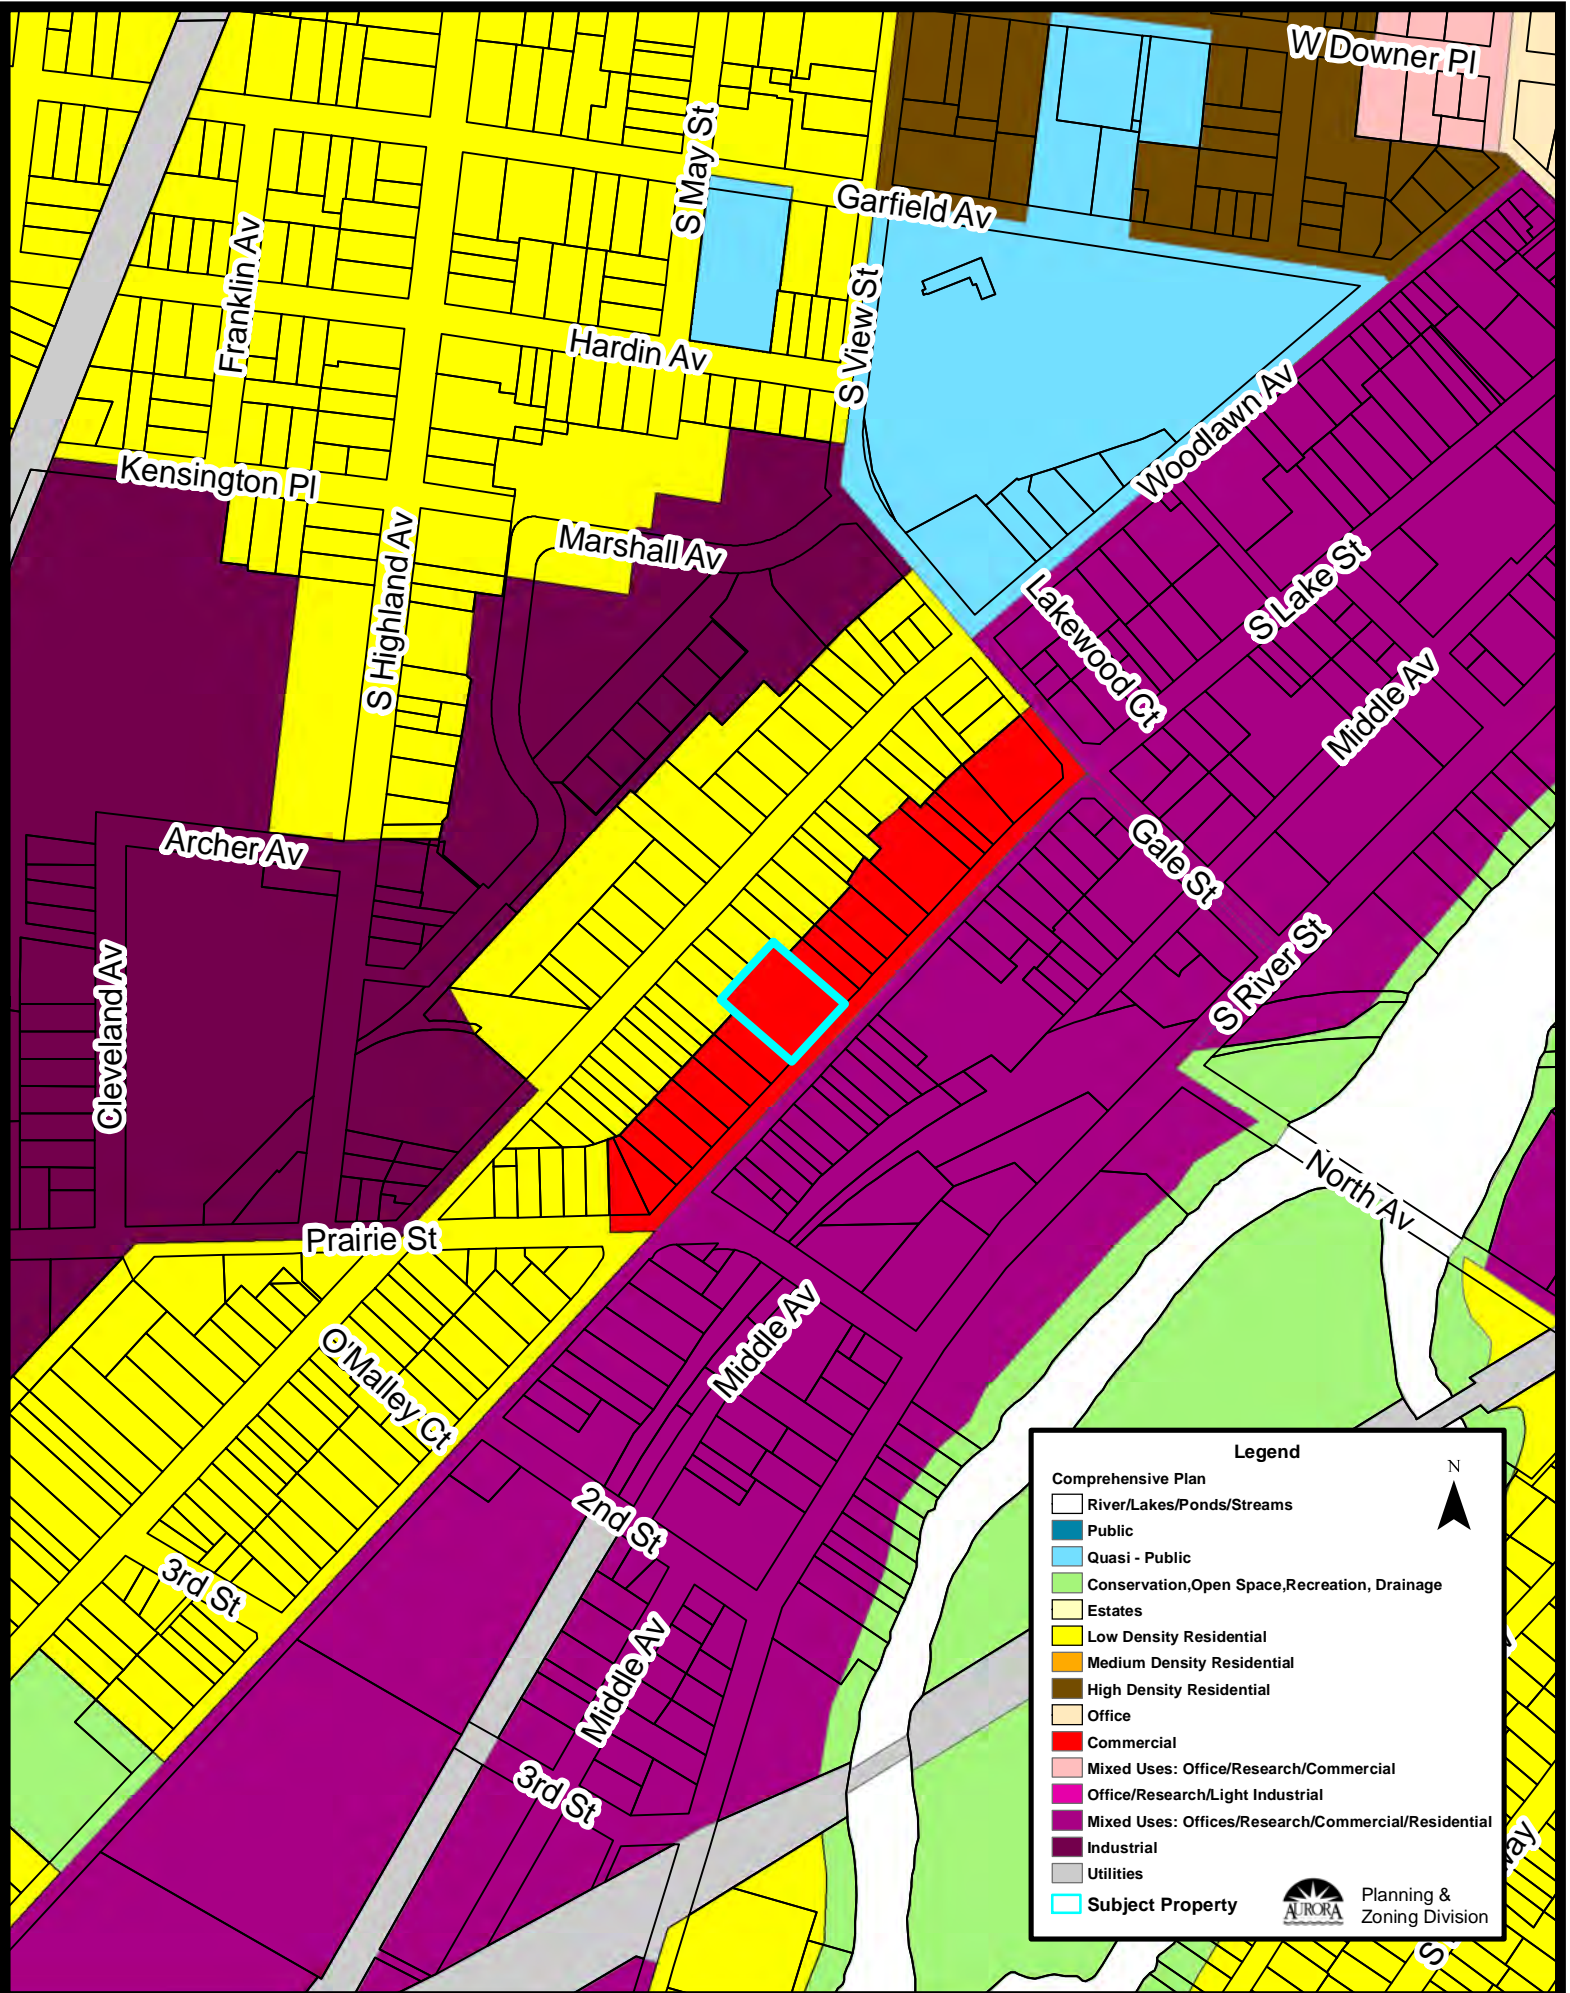 W Downer Pl
S May St
Garfield Av
Franklin Av
S View St
Hardin Av
Woodlawn Av
Kensington Pl
Marshall Av
S Highland Av
S Lake St
Lakewood Ct
Middle Av
Archer Av
Gale St
S River St
Cleveland Av
North Av
Prairie St
Middle Av
O'Malley Ct
2nd St
3rd St
Middle Av
3rd St
Legend
Comprehensive Plan
N
River/Lakes/Ponds/Streams
Public
Quasi - Public
Conservation,Open Space,Recreation, Drainage
Estates
Low Density Residential
Medium Density Residential
High Density Residential
Office
Commercial
Mixed Uses: Office/Research/Commercial
Office/Research/Light Industrial
Mixed Uses: Offices/Research/Commercial/Residential
Industrial
Utilities
Subject Property
AURORA
Planning &
Zoning Division